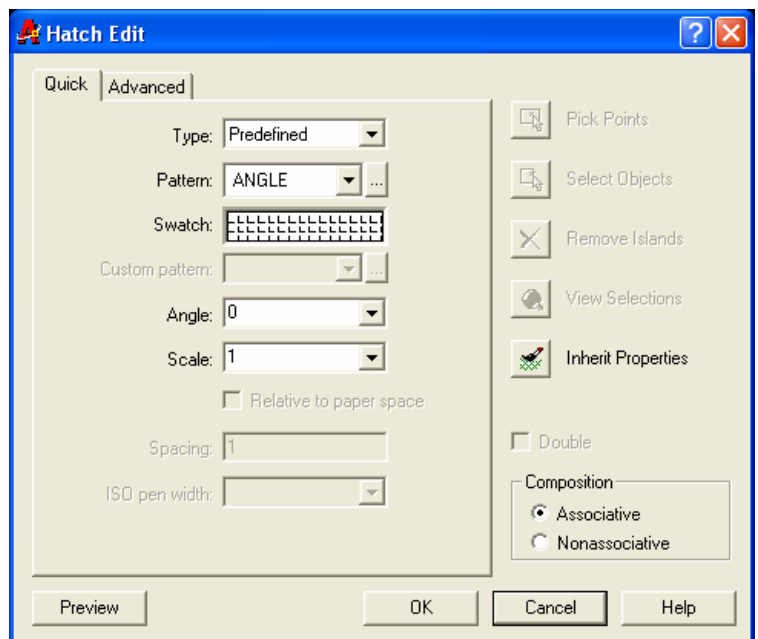 Hatch Edit
Quick
Advanced
Type: Predefined
Pattern: ANGLE ...
Swatch:
Custom pattern: ...
Angle: 0
Scale: 1
Relative to paper space
Spacing: 1
ISO pen width:
Pick Points
Select Objects
Remove Islands
View Selections
Inherit Properties
Double
Composition
Associative
Nonassociative
Preview
OK
Cancel
Help